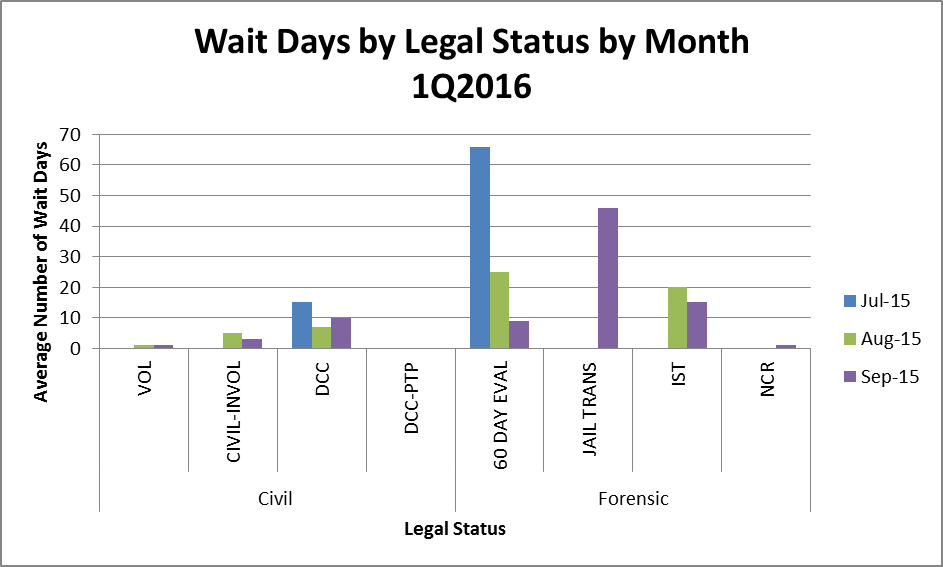 Wait Days by Legal Status by Month
1Q2016
Average Number of Wait Days
70
60
50
40
30
20
10
0
VOL
CIVIL-INVOL
DCC
DCC-PTP
60 DAY EVAL
JAIL TRANS
IST
NCR
Civil
Forensic
Legal Status
Jul-15
Aug-15
Sep-15